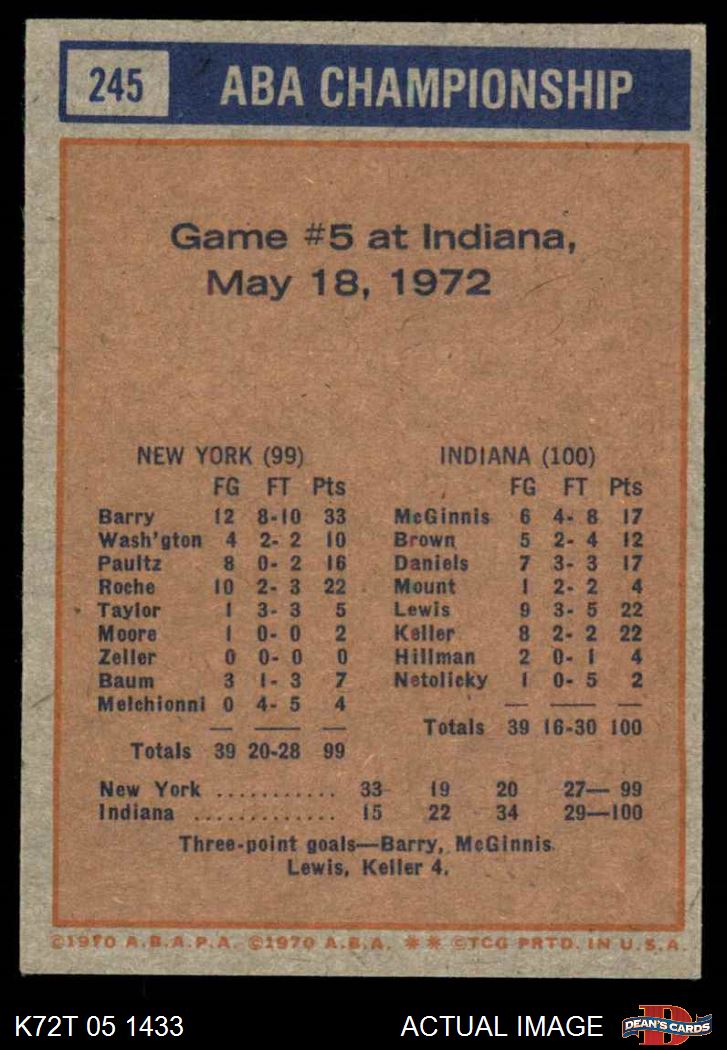 245 ABA CHAMPIONSHIP
Game #5 at Indiana,
May 18, 1972
NEW YORK (99)
FG FT Pts
Barry 12 8-10 33
Wash'gton 4 2- 2 10
Paultz 8 0- 2 16
Roche 10 2- 3 22
Taylor 1 3- 3 5
Moore 1 0- 0 2
Zeller 0 0- 0 0
Baum 3 1- 3 7
Melchionni 0 4- 5 4
Totals 39 20-28 99
INDIANA (100)
FG FT Pts
McGinnis 6 4- 8 17
Brown 5 2- 4 12
Daniels 7 3- 3 17
Mount 1 2- 2 4
Lewis 9 3- 5 22
Keller 8 2- 2 22
Hillman 2 0- 1 4
Netolicky 1 0- 5 2
Totals 39 16-30 100
New York ........... 33 19 20 27— 99
Indiana ............. 15 22 34 29—100
Three-point goals—Barry, McGinnis
Lewis, Keller 4.
©1970 A.B.A.P.A. ©1970 A.B.A. ** ©TCG PRTD. IN U.S.A.
K72T 05 1433 ACTUAL IMAGE
D
DEAN'S CARDS